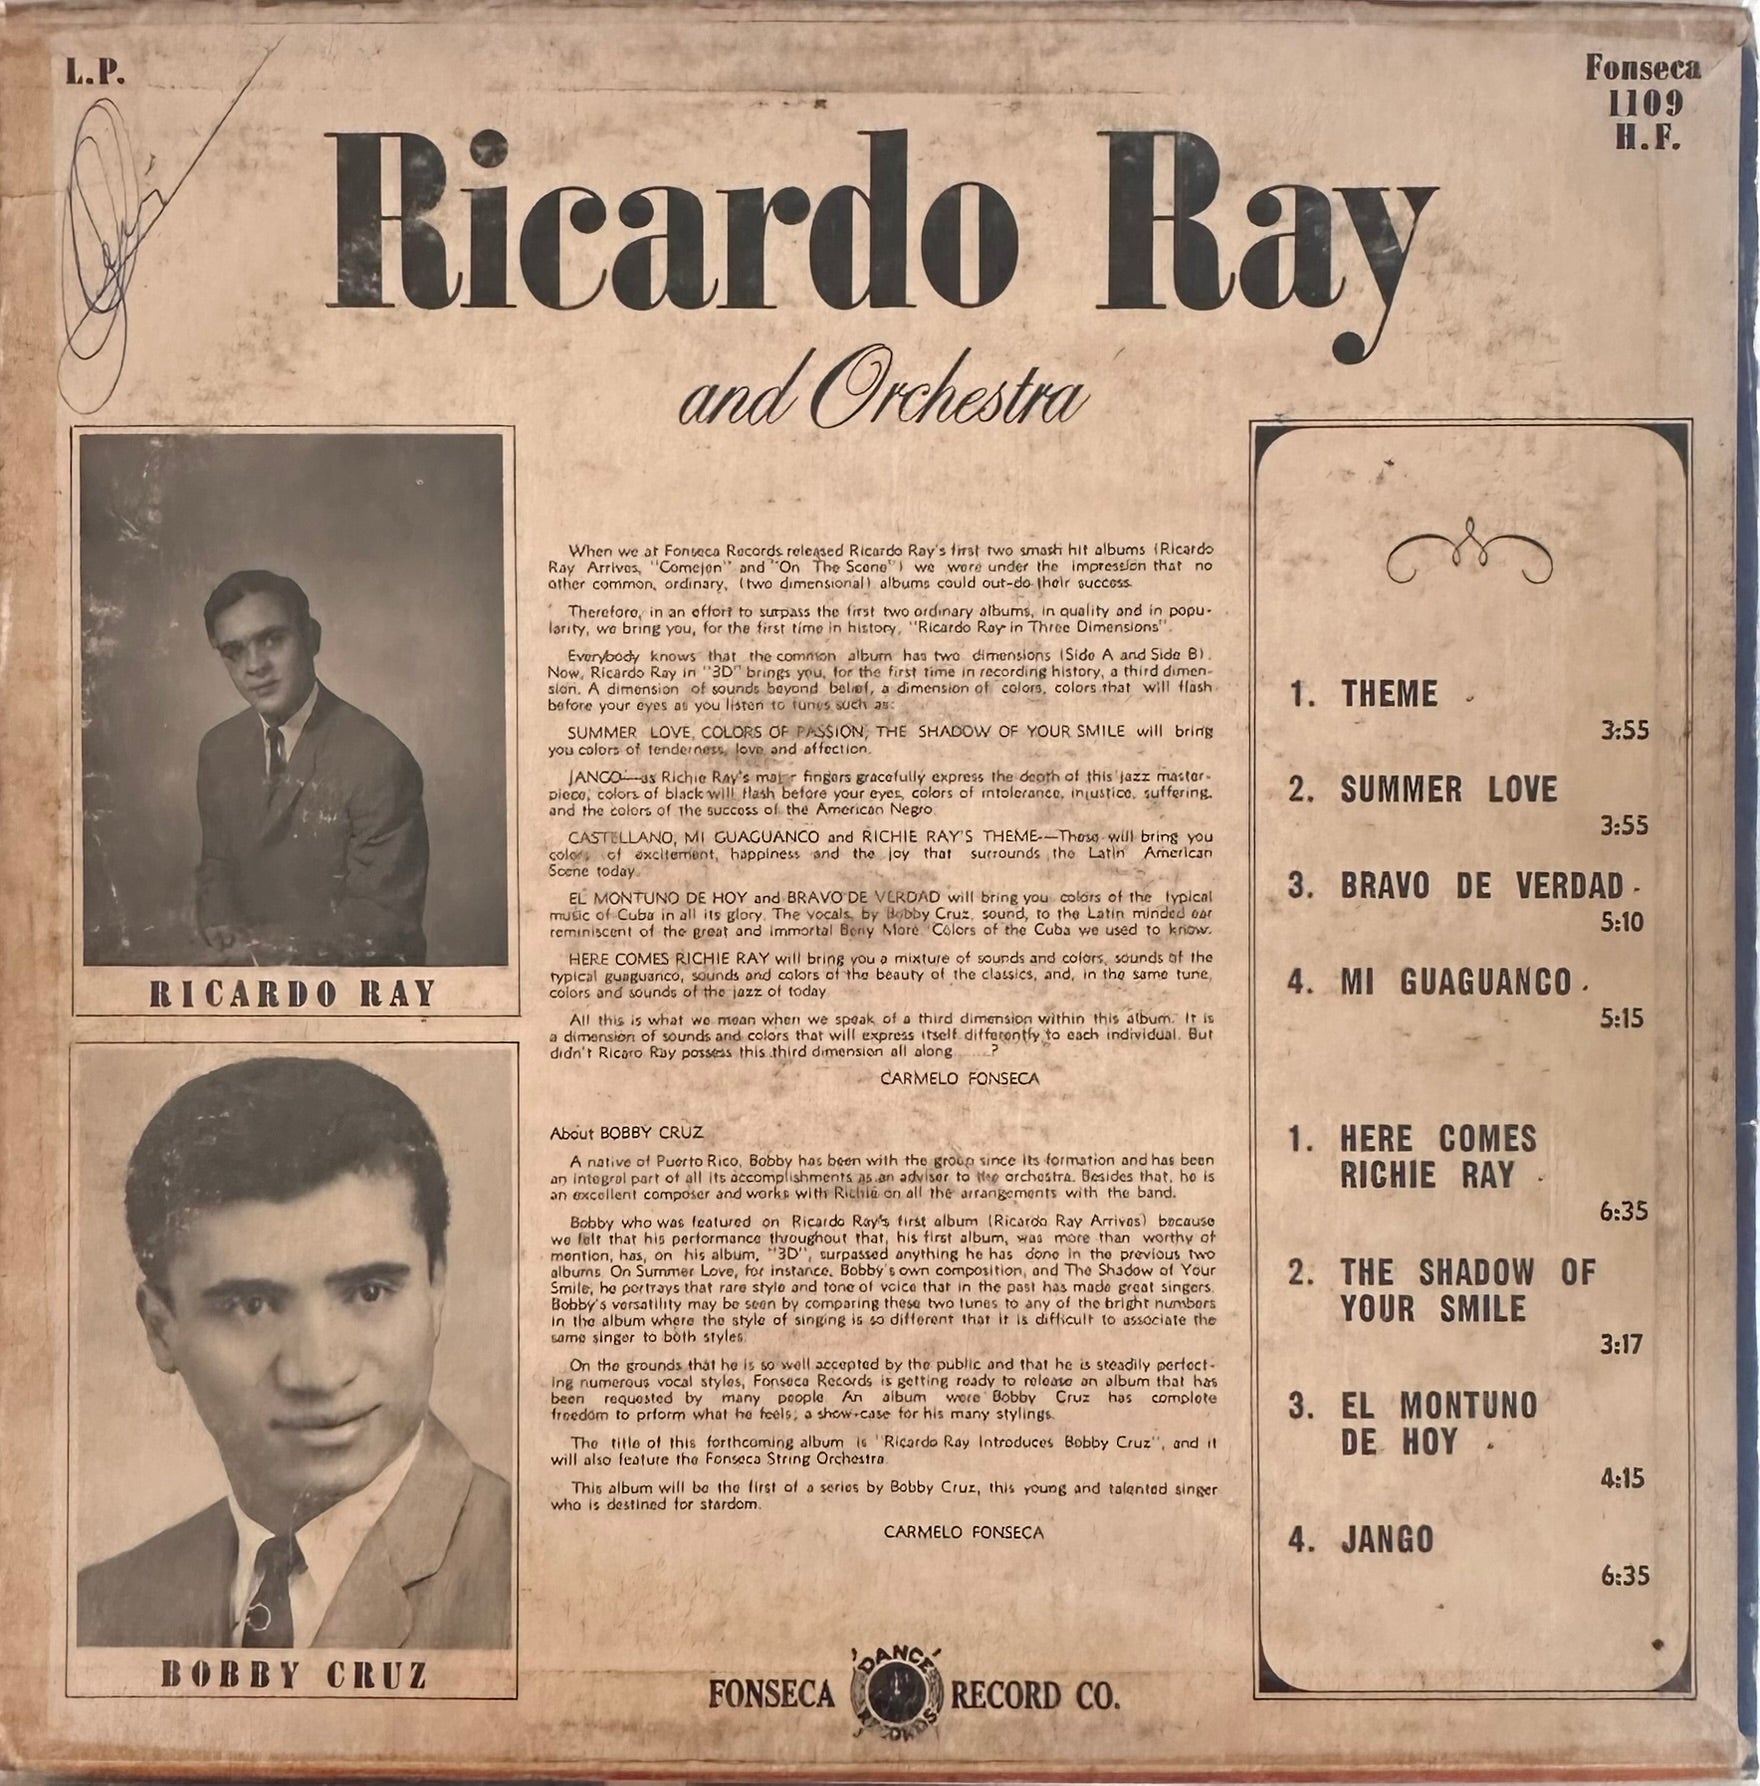 L.P.
Fonseca
1109
H.F.
Ricardo Ray
and Orchestra
RICARDO RAY
BOBBY CRUZ
When we at Fonseca Records released Ricardo Ray's first two smash hit albums (Ricardo
Ray Arrives, "Comejen" and "On The Scene") we were under the impression that no
other common, ordinary, (two dimensional) albums could out-do their success.
Therefore, in an effort to surpass the first two ordinary albums, in quality and in popu-
larity, we bring you, for the first time in history, "Ricardo Ray in Three Dimensions".
Everybody knows that the common album has two dimensions (Side A and Side B).
Now, Ricardo Ray in "3D" brings you, for the first time in recording history, a third dimen-
sion. A dimension of sounds beyond belief, a dimension of colors, colors that will flash
before your eyes as you listen to tunes such as:
SUMMER LOVE, COLORS OF PASSION, THE SHADOW OF YOUR SMILE will bring
you colors of tenderness, love and affection.
JANGO—as Richie Ray's major fingers gracefully express the depth of this jazz master-
piece, colors of black will flash before your eyes, colors of intolerance, injustice, suffering,
and the colors of the success of the American Negro.
CASTELLANO, MI GUAGUANCO and RICHIE RAY'S THEME—These will bring you
colors of excitement, happiness and the joy that surrounds the Latin American
Scene today.
EL MONTUNO DE HOY and BRAVO DE VERDAD will bring you colors of the typical
music of Cuba in all its glory. The vocals, by Bobby Cruz, sound, to the Latin minded ear
reminiscent of the great and immortal Beny Moré. Colors of the Cuba we used to know.
HERE COMES RICHIE RAY will bring you a mixture of sounds and colors, sounds of the
typical guaguanco, sounds and colors of the beauty of the classics, and, in the same tune,
colors and sounds of the jazz of today.
All this is what we mean when we speak of a third dimension within this album. It is
a dimension of sounds and colors that will express itself differently to each individual. But
didn't Ricaro Ray possess this third dimension all along ......?
CARMELO FONSECA
About BOBBY CRUZ
A native of Puerto Rico, Bobby has been with the group since its formation and has been
an integral part of all its accomplishments as an advisor to the orchestra. Besides that, he is
an excellent composer and works with Richie on all the arrangements with the band.
Bobby who was featured on Ricardo Ray's first album (Ricardo Ray Arrives) because
we felt that his performance throughout that, his first album, was more than worthy of
mention, has, on his album, "3D", surpassed anything he has done in the previous two
albums. On Summer Love, for instance, Bobby's own composition, and The Shadow of Your
Smile, he portrays that rare style and tone of voice that in the past has made great singers.
Bobby's versatility may be seen by comparing these two tunes to any of the bright numbers
in the album where the style of singing is so different that it is difficult to associate the
same singer to both styles.
On the grounds that he is so well accepted by the public and that he is steadily perfect-
ing numerous vocal styles, Fonseca Records is getting ready to release an album that has
been requested by many people. An album were Bobby Cruz has complete
freedom to prform what he feels; a show-case for his many stylings.
The title of this forthcoming album is "Ricardo Ray Introduces Bobby Cruz", and it
will also feature the Fonseca String Orchestra.
This album will be the first of a series by Bobby Cruz, this young and talented singer
who is destined for stardom.
CARMELO FONSECA
1. THEME
3:55
2. SUMMER LOVE
3:55
3. BRAVO DE VERDAD
5:10
4. MI GUAGUANCO
5:15
1. HERE COMES
RICHIE RAY
6:35
2. THE SHADOW OF
YOUR SMILE
3:17
3. EL MONTUNO
DE HOY
4:15
4. JANGO
6:35
FONSECA DANCE RECORDS RECORD CO.